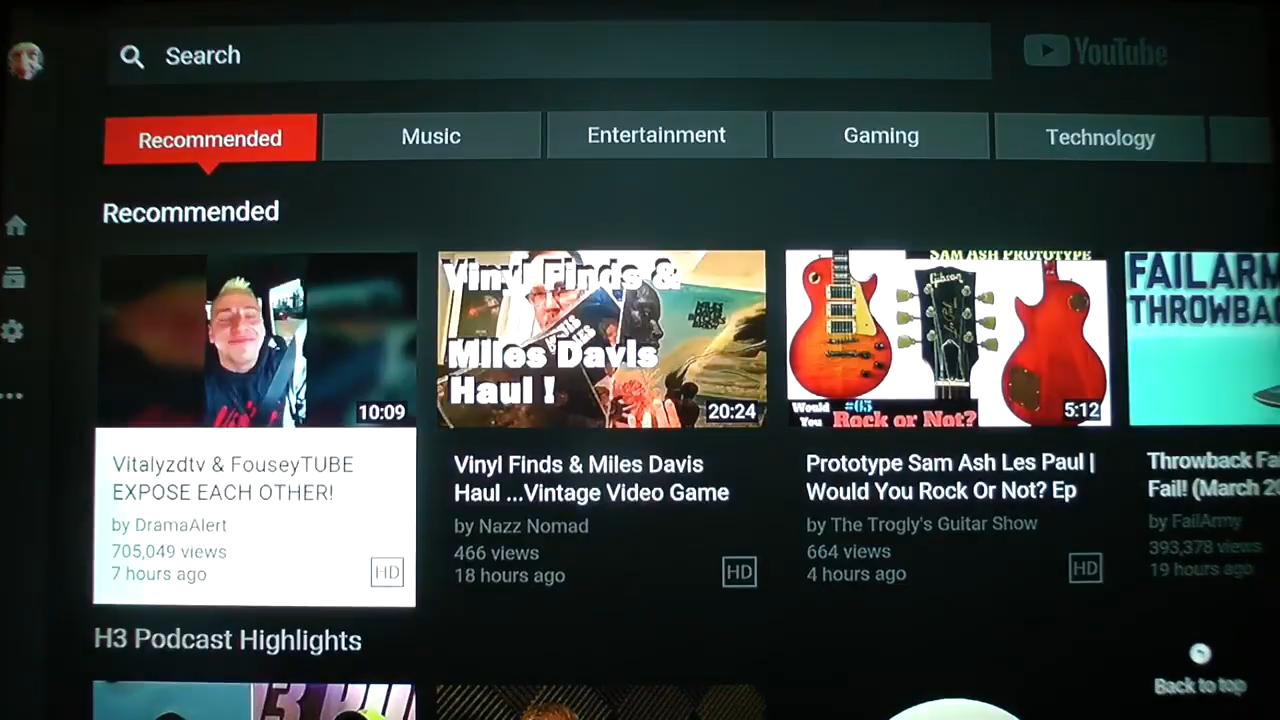 Search
YouTube
Recommended
Music
Entertainment
Gaming
Technology
Recommended
10:09
Vinyl Finds &
Miles Davis
Haul !
20:24
SAM ASH PROTOTYPE
Gibson
Would
You
#65
Rock or Not?
5:12
FAILARM
THROWBA
Vitalyzdtv & FouseyTUBE
EXPOSE EACH OTHER!
by DramaAlert
705,049 views
7 hours ago
HD
Vinyl Finds & Miles Davis
Haul ...Vintage Video Game
by Nazz Nomad
466 views
18 hours ago
HD
Prototype Sam Ash Les Paul |
Would You Rock Or Not? Ep
by The Trogly's Guitar Show
664 views
4 hours ago
HD
Throwback Fa
Fail! (March 20
by FailArmy
393,378 views
19 hours ago
H3 Podcast Highlights
Back to top